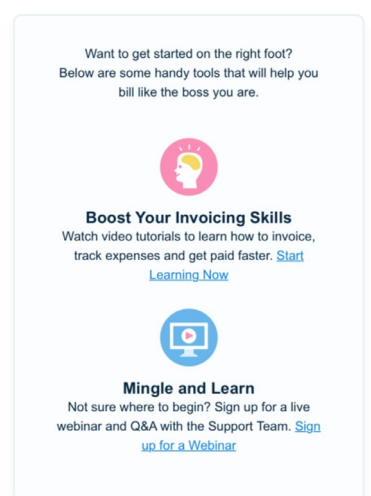 Want to get started on the right foot?
Below are some handy tools that will help you
bill like the boss you are.
Boost Your Invoicing Skills
Watch video tutorials to learn how to invoice,
track expenses and get paid faster. Start
Learning Now
Mingle and Learn
Not sure where to begin? Sign up for a live
webinar and Q&A with the Support Team. Sign
up for a Webinar